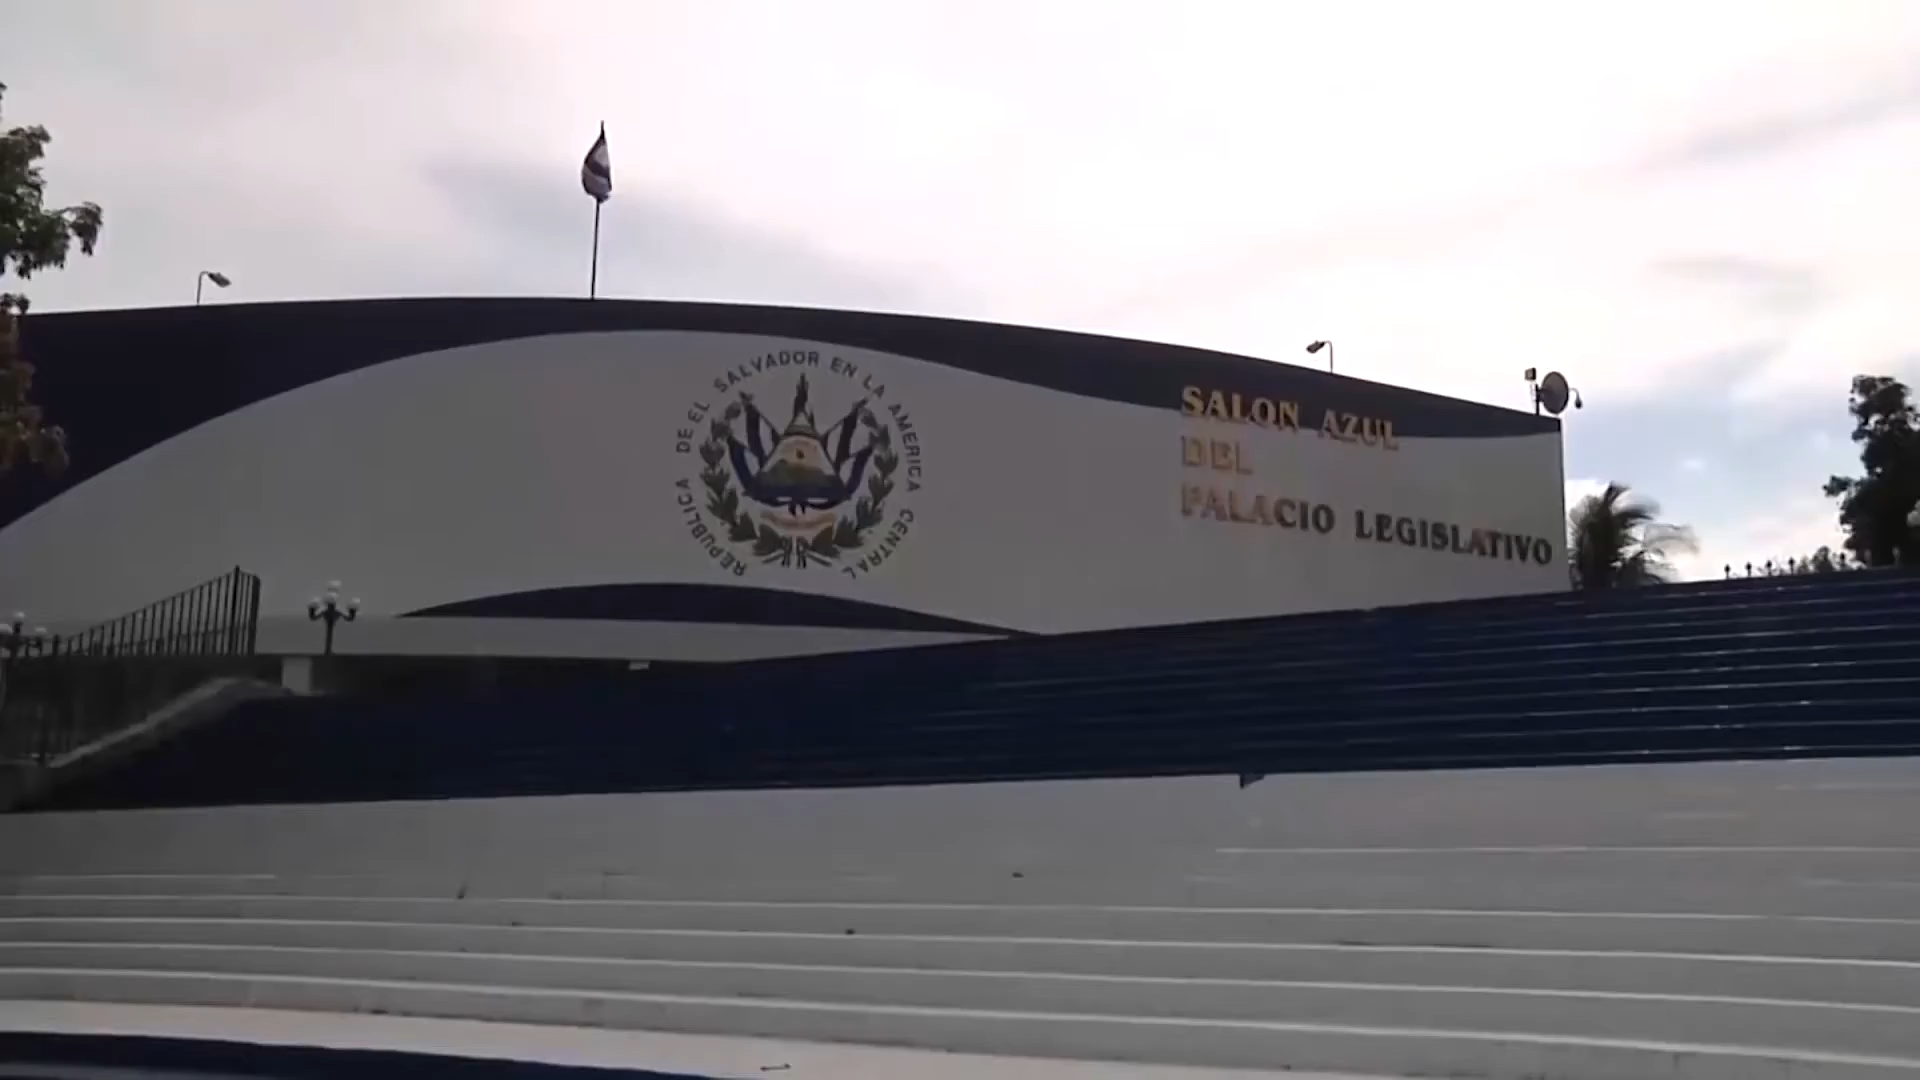 REPUBLICA DE EL SALVADOR EN LA AMERICA CENTRAL
SALON AZUL
DEL
PALACIO LEGISLATIVO